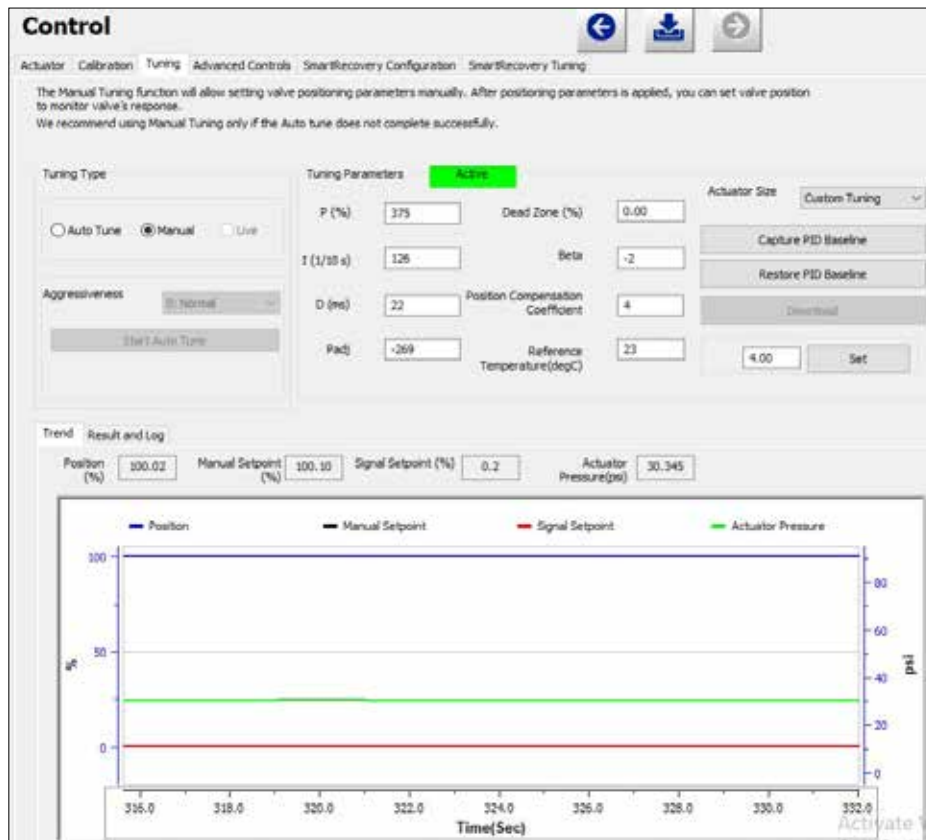 Control
Actuator Calibration Tuning Advanced Controls SmartRecovery Configuration SmartRecovery Tuning
The Manual Tuning function will allow setting valve positioning parameters manually. After positioning parameters is applied, you can set valve position
to monitor valve's response.
We recommend using Manual Tuning only if the Auto tune does not complete successfully.
Tuning Type
Auto Tune Manual Live
Aggressiveness 0: Normal
Start Auto Tune
Tuning Parameters Active
P (%) 375 Dead Zone (%) 0.00
I (1/10 s) 126 Beta -2
D (ms) 22 Position Compensation
Coefficient 4
Padj -269 Reference
Temperature(degC) 23
Actuator Size Custom Tuning
Capture PID Baseline
Restore PID Baseline
Download
4.00 Set
Trend Result and Log
Position
(%) 100.02 Manual Setpoint
(%) 100.10 Signal Setpoint (%) 0.2 Actuator
Pressure(psi) 30.345
Position Manual Setpoint Signal Setpoint Actuator Pressure
100
50
0
%
80
60
40
20
0
psi
316.0 318.0 320.0 322.0 324.0 326.0 328.0 330.0 332.0
Time(Sec)
Activate